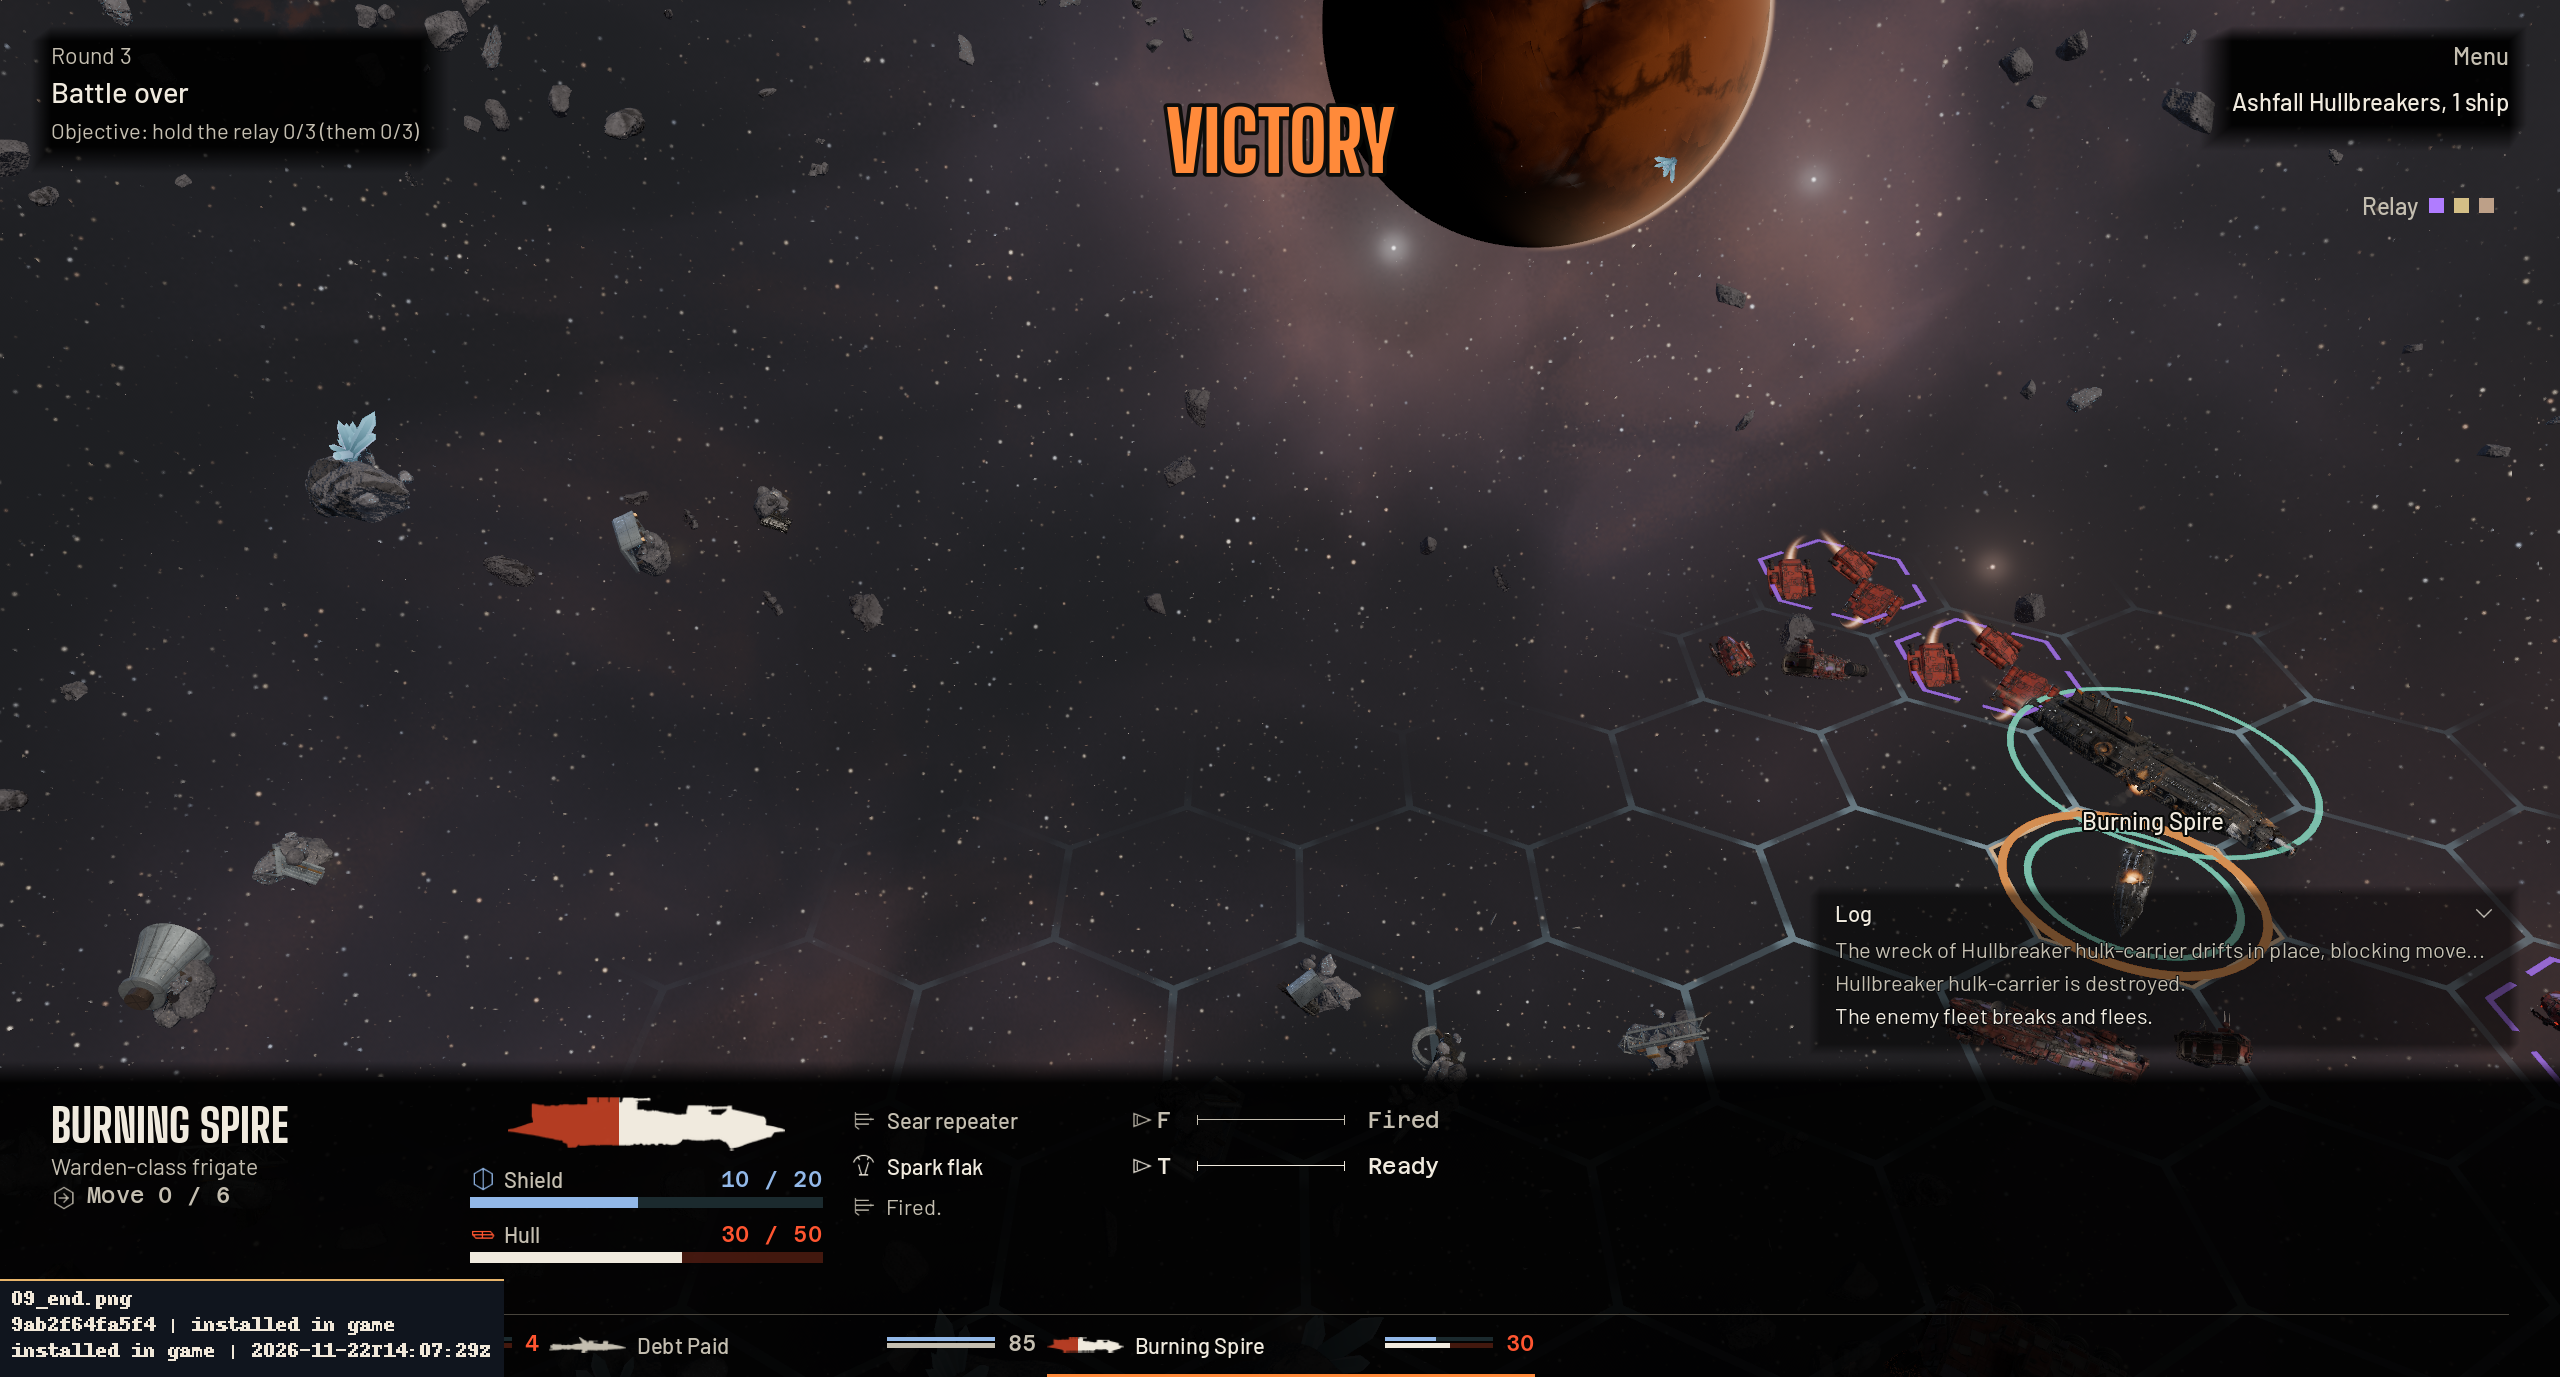 Round 3
Battle over
Objective: hold the relay 0/3 (them 0/3)
VICTORY
Menu
Ashfall Hullbreakers, 1 ship
Relay
Burning Spire
Log
The wreck of Hullbreaker hulk-carrier drifts in place, blocking move...
Hullbreaker hulk-carrier is destroyed.
The enemy fleet breaks and flees.
BURNING SPIRE
Warden-class frigate
Move 0 / 6
Shield 10 / 20
Hull 30 / 50
Sear repeater F Fired
Spark flak T Ready
Fired.
09_end.png
9ab2f64fa5f4 | installed in game
installed in game | 2026-11-22r14:07:29z
4 Debt Paid 85 Burning Spire 30